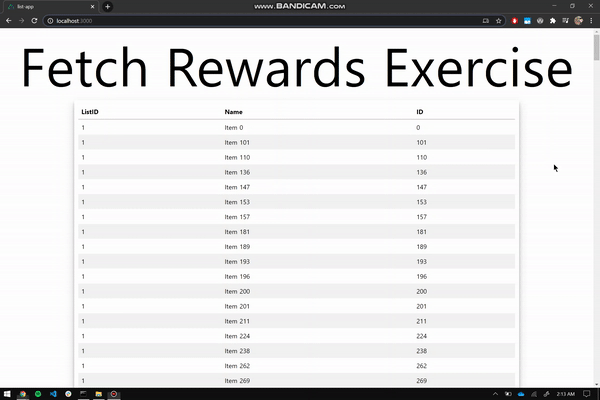 list-app
www.BANDICAM.com
localhost:3000
Fetch Rewards Exercise
ListID Name ID
1 Item 0 0
1 Item 101 101
1 Item 110 110
1 Item 136 136
1 Item 147 147
1 Item 153 153
1 Item 157 157
1 Item 181 181
1 Item 189 189
1 Item 193 193
1 Item 196 196
1 Item 200 200
1 Item 201 201
1 Item 211 211
1 Item 224 224
1 Item 238 238
1 Item 262 262
1 Item 269 269
2:13 AM